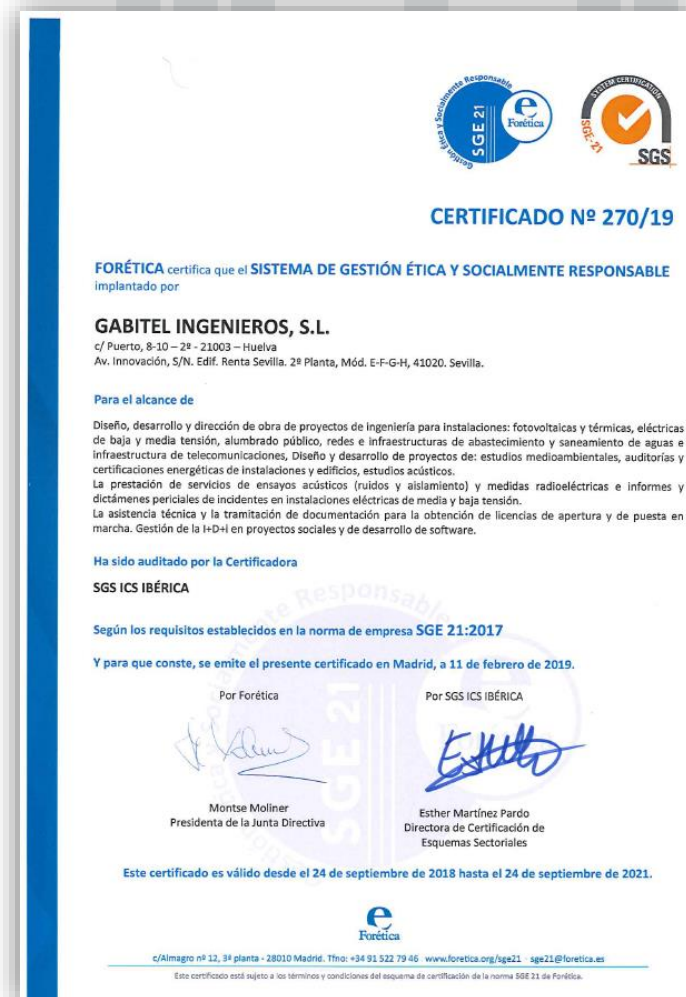 Gestión Ética y Socialmente Responsable
SGE 21
e
Forética
SYSTEM CERTIFICATION
SGE-21
SGS
CERTIFICADO Nº 270/19
FORÉTICA certifica que el SISTEMA DE GESTIÓN ÉTICA Y SOCIALMENTE RESPONSABLE
implantado por
GABITEL INGENIEROS, S.L.
c/ Puerto, 8-10 – 2º - 21003 – Huelva
Av. Innovación, S/N. Edif. Renta Sevilla. 2ª Planta, Mód. E-F-G-H, 41020. Sevilla.
Para el alcance de
Diseño, desarrollo y dirección de obra de proyectos de ingeniería para instalaciones: fotovoltaicas y térmicas, eléctricas
de baja y media tensión, alumbrado público, redes e infraestructuras de abastecimiento y saneamiento de aguas e
infraestructura de telecomunicaciones, Diseño y desarrollo de proyectos de: estudios medioambientales, auditorías y
certificaciones energéticas de instalaciones y edificios, estudios acústicos.
La prestación de servicios de ensayos acústicos (ruidos y aislamiento) y medidas radioeléctricas e informes y
dictámenes periciales de incidentes en instalaciones eléctricas de media y baja tensión.
La asistencia técnica y la tramitación de documentación para la obtención de licencias de apertura y de puesta en
marcha. Gestión de la I+D+i en proyectos sociales y de desarrollo de software.
Ha sido auditado por la Certificadora
SGS ICS IBÉRICA
Según los requisitos establecidos en la norma de empresa SGE 21:2017
Y para que conste, se emite el presente certificado en Madrid, a 11 de febrero de 2019.
Por Forética
Por SGS ICS IBÉRICA
Montse Moliner
Presidenta de la Junta Directiva
Esther Martínez Pardo
Directora de Certificación de
Esquemas Sectoriales
Este certificado es válido desde el 24 de septiembre de 2018 hasta el 24 de septiembre de 2021.
e
Forética
c/Almagro nº 12, 3ª planta - 28010 Madrid. Tfno: +34 91 522 79 46 · www.foretica.org/sge21 · sge21@foretica.es
Este certificado está sujeto a los términos y condiciones del esquema de certificación de la norma SGE 21 de Forética.